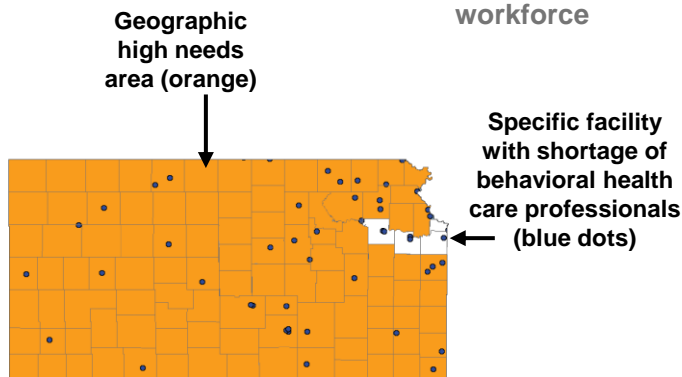 workforce
Geographic
high needs
area (orange)
Specific facility
with shortage of
behavioral health
care professionals
(blue dots)